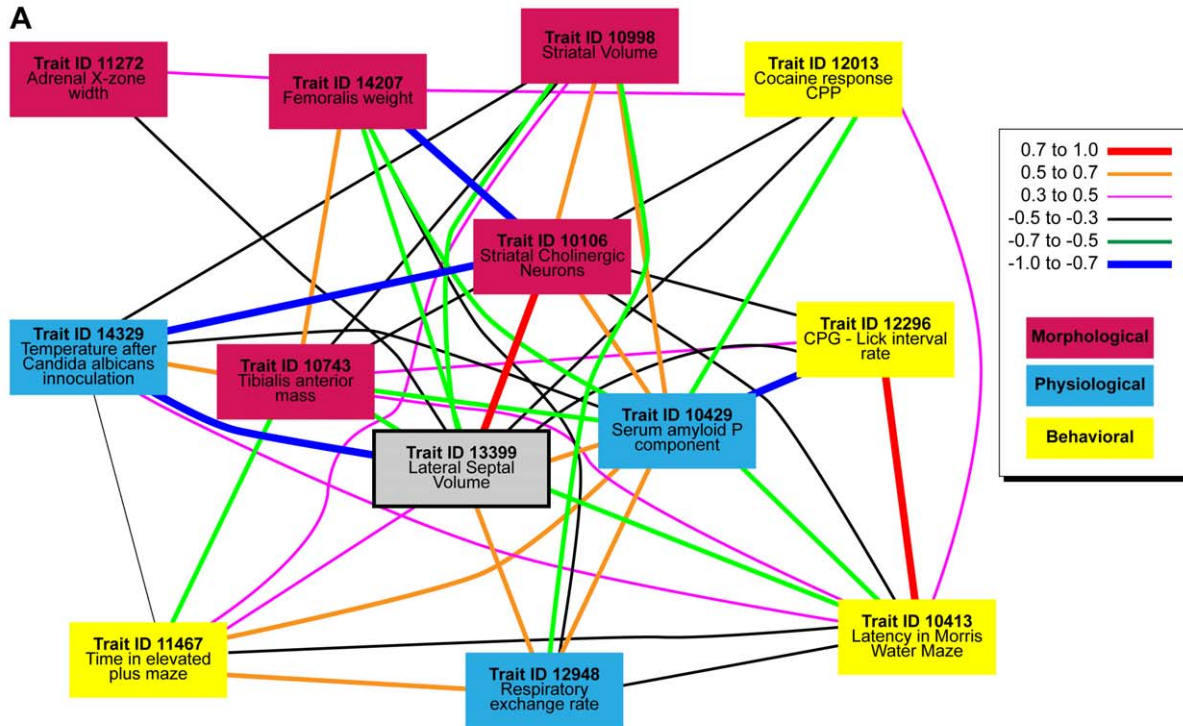 A
Trait ID 11272
Adrenal X-zone
width
Trait ID 14207
Femoralis weight
Trait ID 10998
Striatal Volume
Trait ID 12013
Cocaine response
CPP
0.7 to 1.0
0.5 to 0.7
0.3 to 0.5
-0.5 to -0.3
-0.7 to -0.5
-1.0 to -0.7
Morphological
Physiological
Behavioral
Trait ID 10106
Striatal Cholinergic
Neurons
Trait ID 14329
Temperature after
Candida albicans
innoculation
Trait ID 10743
Tibialis anterior
mass
Trait ID 12296
CPG - Lick interval
rate
Trait ID 10429
Serum amyloid P
component
Trait ID 13399
Lateral Septal
Volume
Trait ID 11467
Time in elevated
plus maze
Trait ID 12948
Respiratory
exchange rate
Trait ID 10413
Latency in Morris
Water Maze